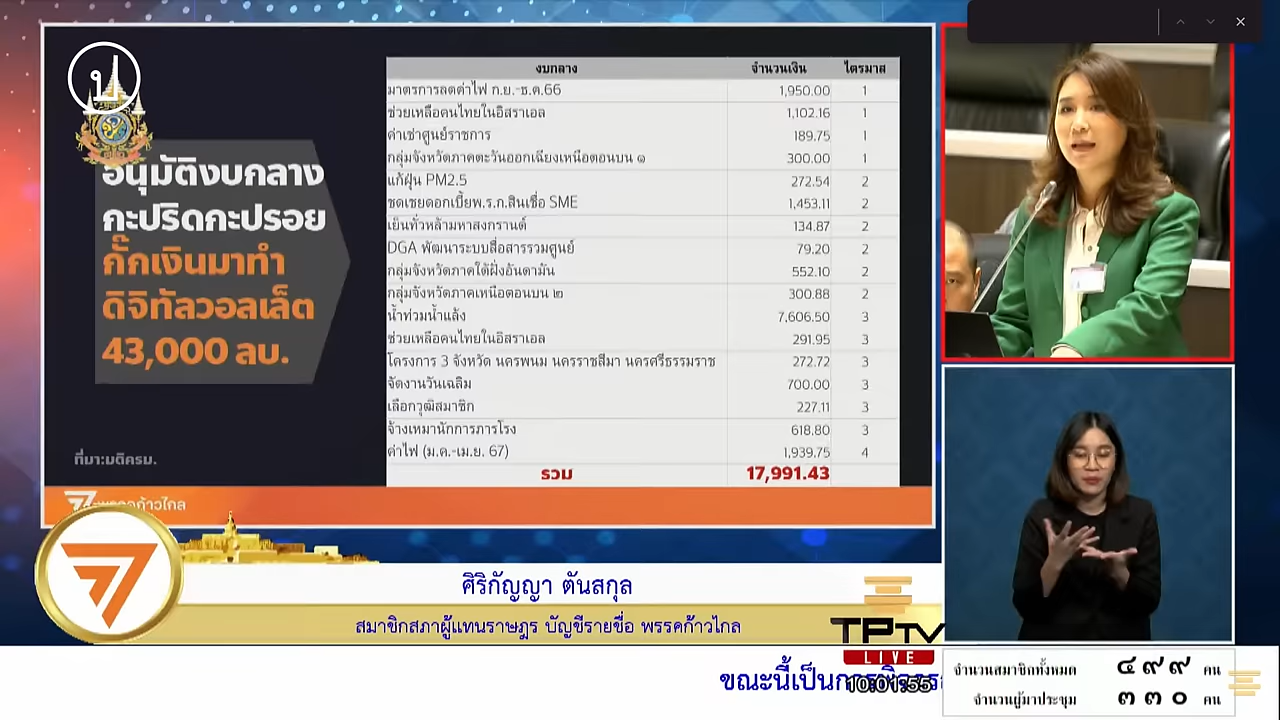 ป
อนุมัติงบกลาง
กะปริดกะปรอย
กั๊กเงินมาทำ
ดิจิทัลวอลเล็ต
43,000 ลบ.
ที่มา:มติครม.
งบกลาง จำนวนเงิน ไตรมาส
มาตรการลดค่าไฟ ก.ย.-ธ.ค.66 1,950.00 1
ช่วยเหลือคนไทยในอิสราเอล 1,102.16 1
ค่าเช่าศูนย์ราชการ 189.75 1
กลุ่มจังหวัดภาคตะวันออกเฉียงเหนือตอนบน ๑ 300.00 1
แก้ฝุ่น PM2.5 272.54 2
ชดเชยดอกเบี้ยพ.ร.ก.สินเชื่อ SME 1,453.11 2
เย็นทั่วหล้ามหาสงกรานต์ 134.87 2
DGA พัฒนาระบบสื่อสารรวมศูนย์ 79.20 2
กลุ่มจังหวัดภาคใต้ฝั่งอันดามัน 552.10 2
กลุ่มจังหวัดภาคเหนือตอนบน ๒ 300.88 2
น้ำท่วมน้ำแล้ง 7,606.50 3
ช่วยเหลือคนไทยในอิสราเอล 291.95 3
โครงการ 3 จังหวัด นครพนม นครราชสีมา นครศรีธรรมราช 272.72 3
จัดงานวันเฉลิม 700.00 3
เลือกวุฒิสมาชิก 227.11 3
จ้างเหมานักการภารโรง 618.80 3
ค่าไฟ (ม.ค.-เม.ย. 67) 1,939.75 4
รวม 17,991.43
ก้าวไกล
ศิริกัญญา ตันสกุล
สมาชิกสภาผู้แทนราษฎร บัญชีรายชื่อ พรรคก้าวไกล
TPTV
LIVE
10:01:55
ขณะนี้เป็น
จำนวนสมาชิกทั้งหมด ๔๙๙ คน
จำนวนผู้มาประชุม ๓๓๐ คน